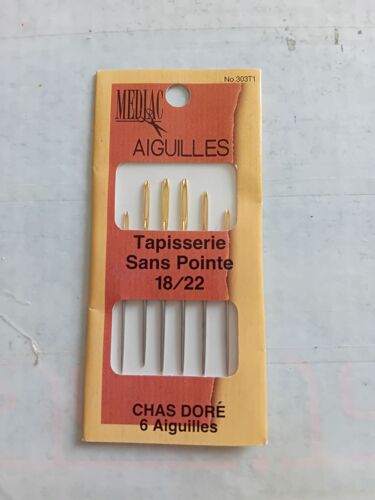 No.303T1
MEDIAC
AIGUILLES
Tapisserie
Sans Pointe
18/22
CHAS DORÉ
6 Aiguilles